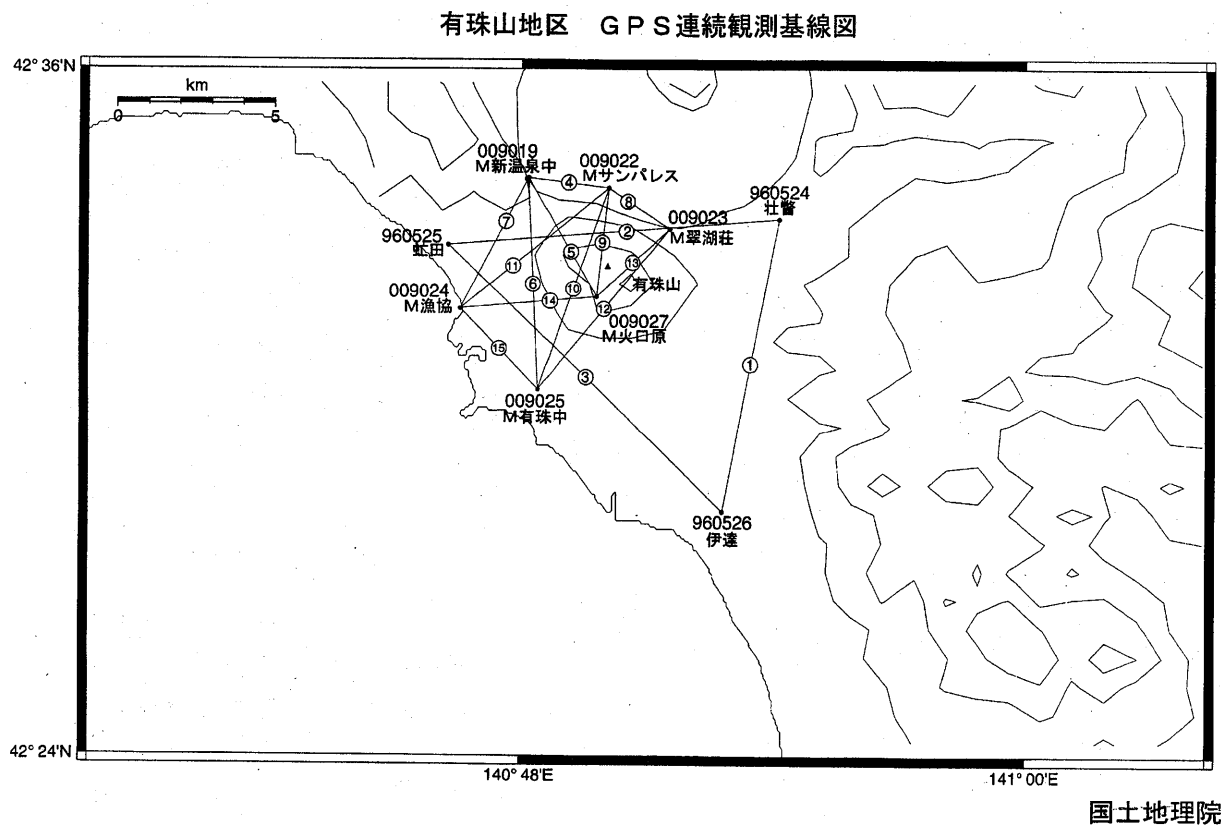 有珠山地区　ＧＰＳ連続観測基線図
42° 36'N
km
0 5
009019
Ｍ新温泉中
009022
Ｍサンパレス
960524
壮瞥
009023
Ｍ翠湖荘
960525
虻田
009024
Ｍ漁協
有珠山
009027
Ｍ火口原
009025
Ｍ有珠中
960526
伊達
④
⑧
⑦
②
⑨
⑤
⑪
⑬
⑥
⑩
⑭
⑫
⑮
③
①
42° 24'N
140° 48'E
141° 00'E
国土地理院